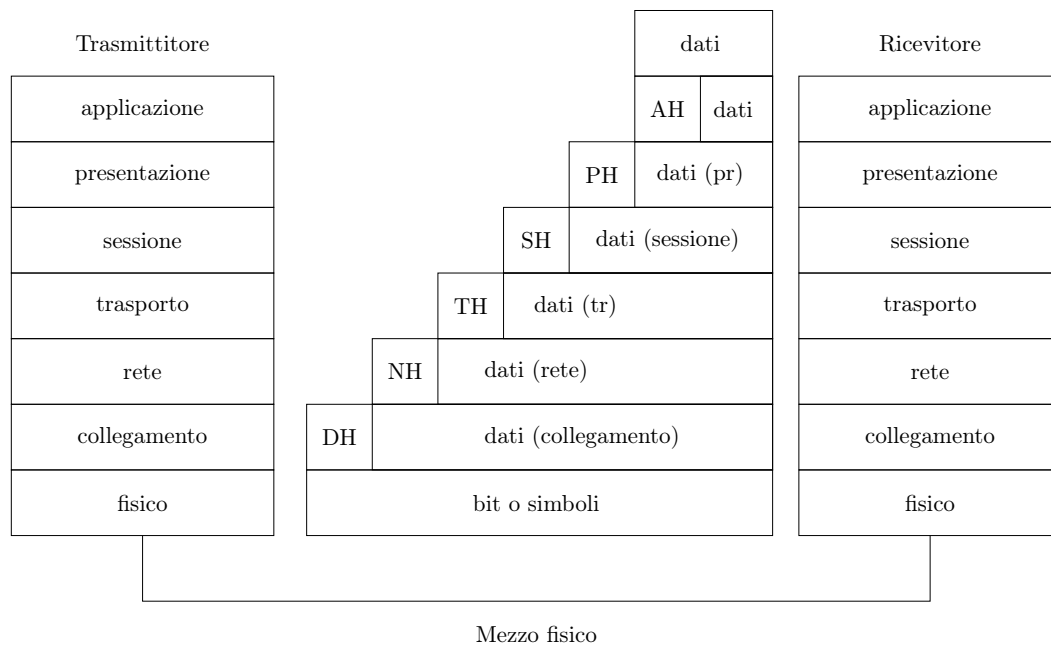 dati
Trasmittitore
Ricevitore
applicazione
AH
dati
applicazione
presentazione
PH
dati (pr)
presentazione
sessione
SH
dati (sessione)
sessione
trasporto
TH
dati (tr)
trasporto
rete
NH
dati (rete)
rete
collegamento
DH
dati (collegamento)
collegamento
fisico
bit o simboli
fisico
Mezzo fisico